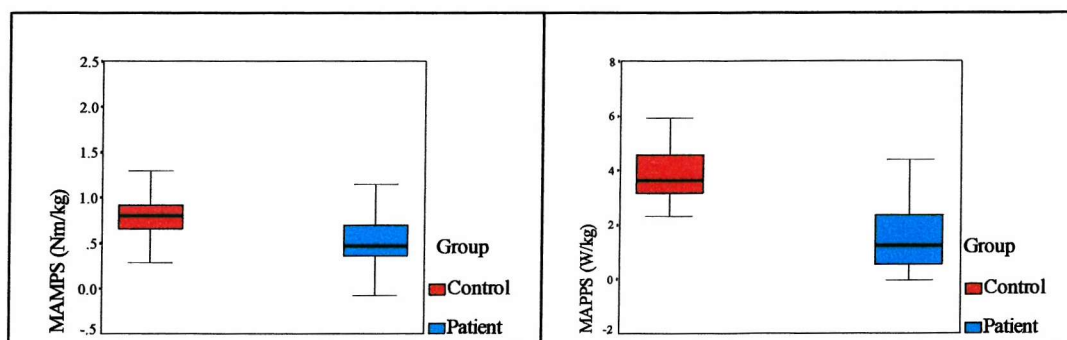 2.5
2.0
1.5
1.0
.5
0.0
-.5
MAMPS (Nm/kg)
Group
Control
Patient
8
6
4
2
0
-2
MAPPS (W/kg)
Group
Control
Patient